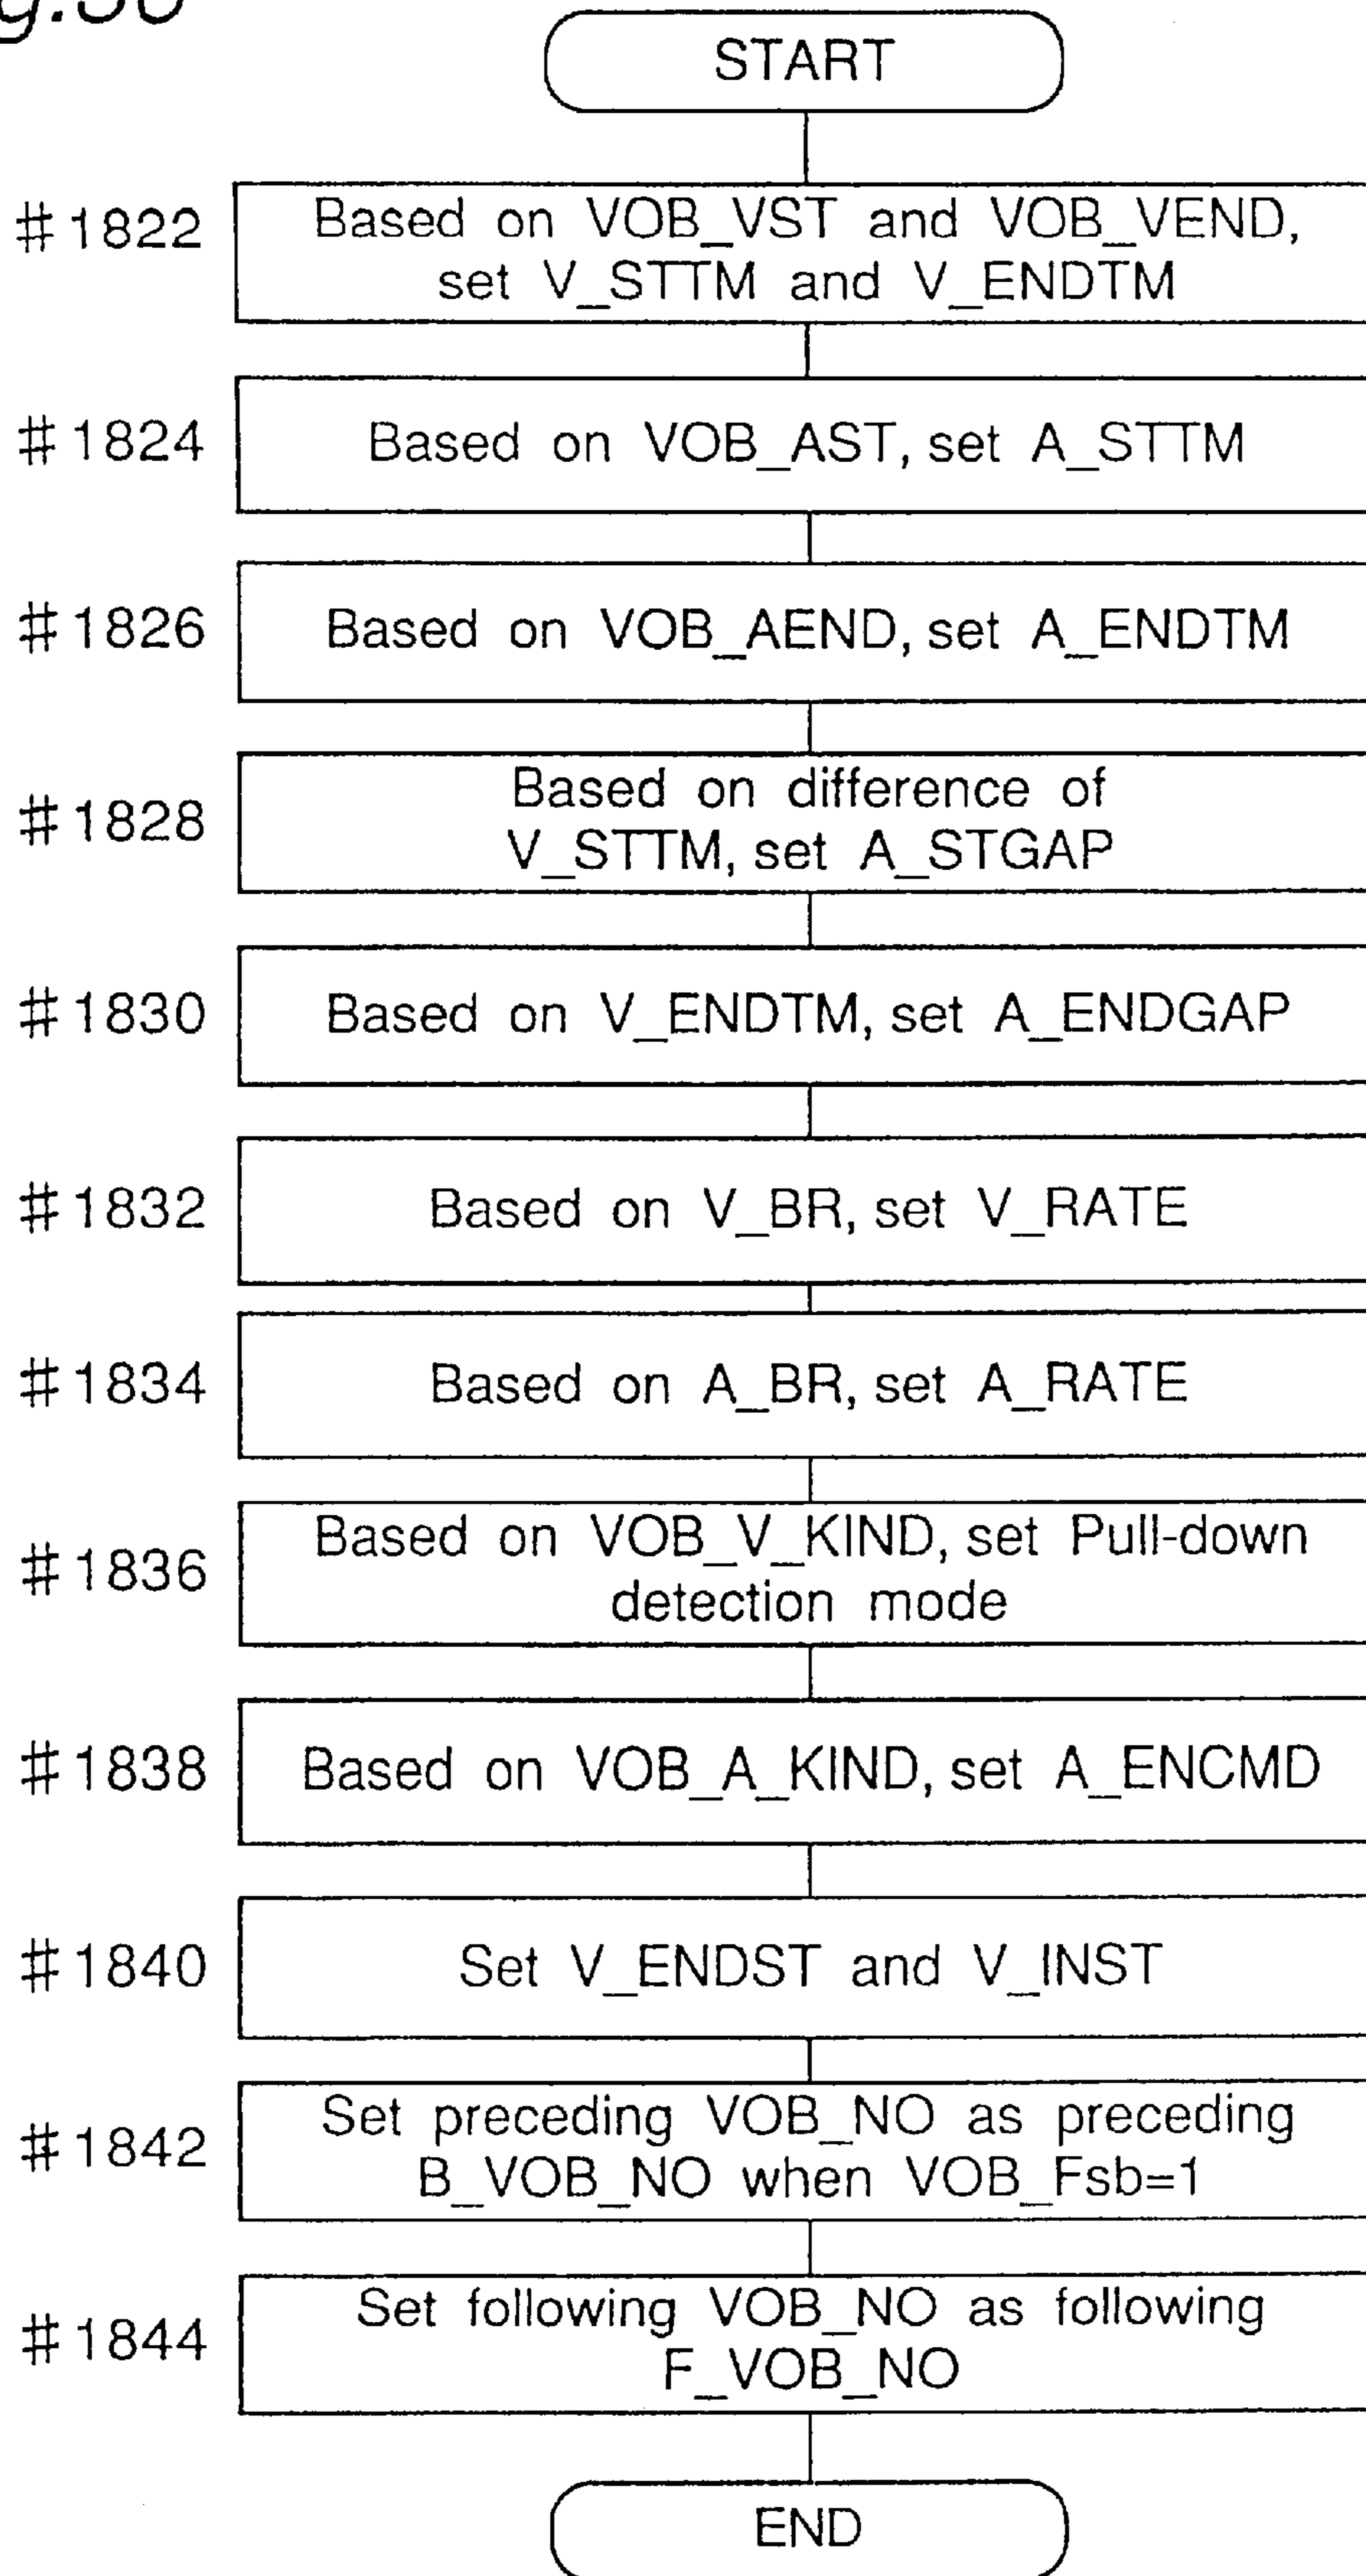 START
#1822
Based on VOB_VST and VOB_VEND,
set V_STTM and V_ENDTM
#1824
Based on VOB_AST, set A_STTM
#1826
Based on VOB_AEND, set A_ENDTM
#1828
Based on difference of
V_STTM, set A_STGAP
#1830
Based on V_ENDTM, set A_ENDGAP
#1832
Based on V_BR, set V_RATE
#1834
Based on A_BR, set A_RATE
#1836
Based on VOB_V_KIND, set Pull-down
detection mode
#1838
Based on VOB_A_KIND, set A_ENCMD
#1840
Set V_ENDST and V_INST
#1842
Set preceding VOB_NO as preceding
B_VOB_NO when VOB_Fsb=1
#1844
Set following VOB_NO as following
F_VOB_NO
END